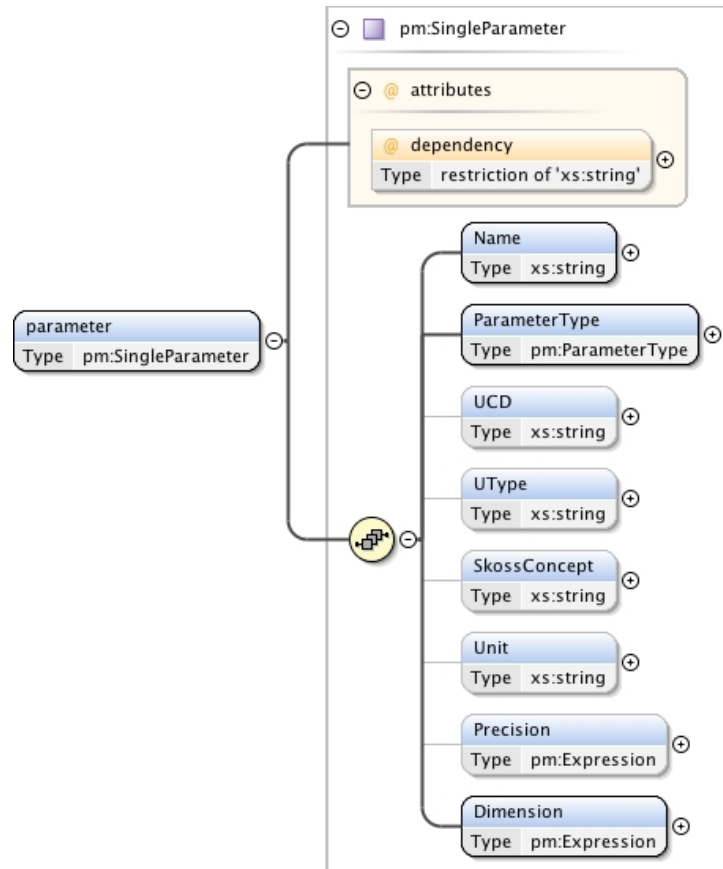 pm:SingleParameter
@ attributes
@ dependency
Type restriction of 'xs:string'
Name
Type xs:string
parameter
Type pm:SingleParameter
ParameterType
Type pm:ParameterType
UCD
Type xs:string
UType
Type xs:string
SkossConcept
Type xs:string
Unit
Type xs:string
Precision
Type pm:Expression
Dimension
Type pm:Expression